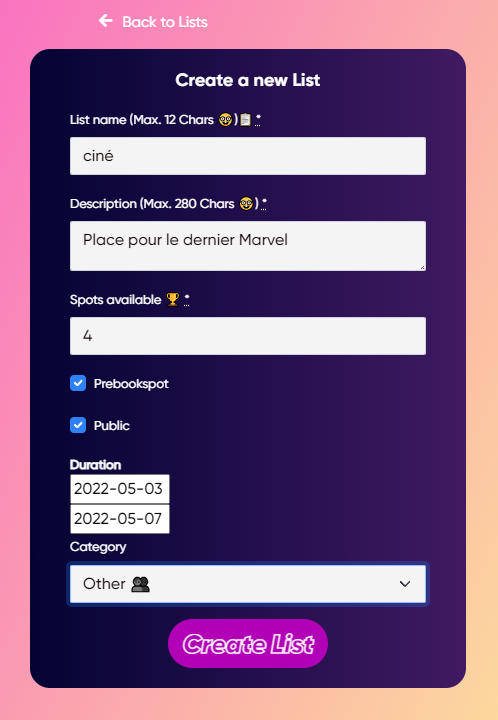 Back to Lists
Create a new List
List name (Max. 12 Chars 🤓)📋 *
ciné
Description (Max. 280 Chars 🤓) *
Place pour le dernier Marvel
Spots available 🏆 *
4
Prebookspot
Public
Duration
2022-05-03
2022-05-07
Category
Other 👥
Create List